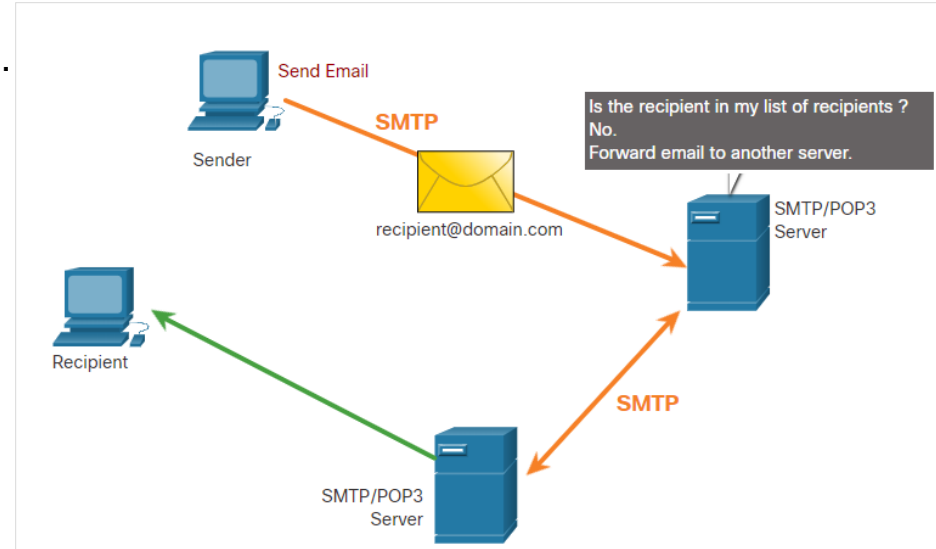 Send Email
SMTP
Sender
Is the recipient in my list of recipients ?
No.
Forward email to another server.
recipient@domain.com
SMTP/POP3
Server
Recipient
SMTP
SMTP/POP3
Server